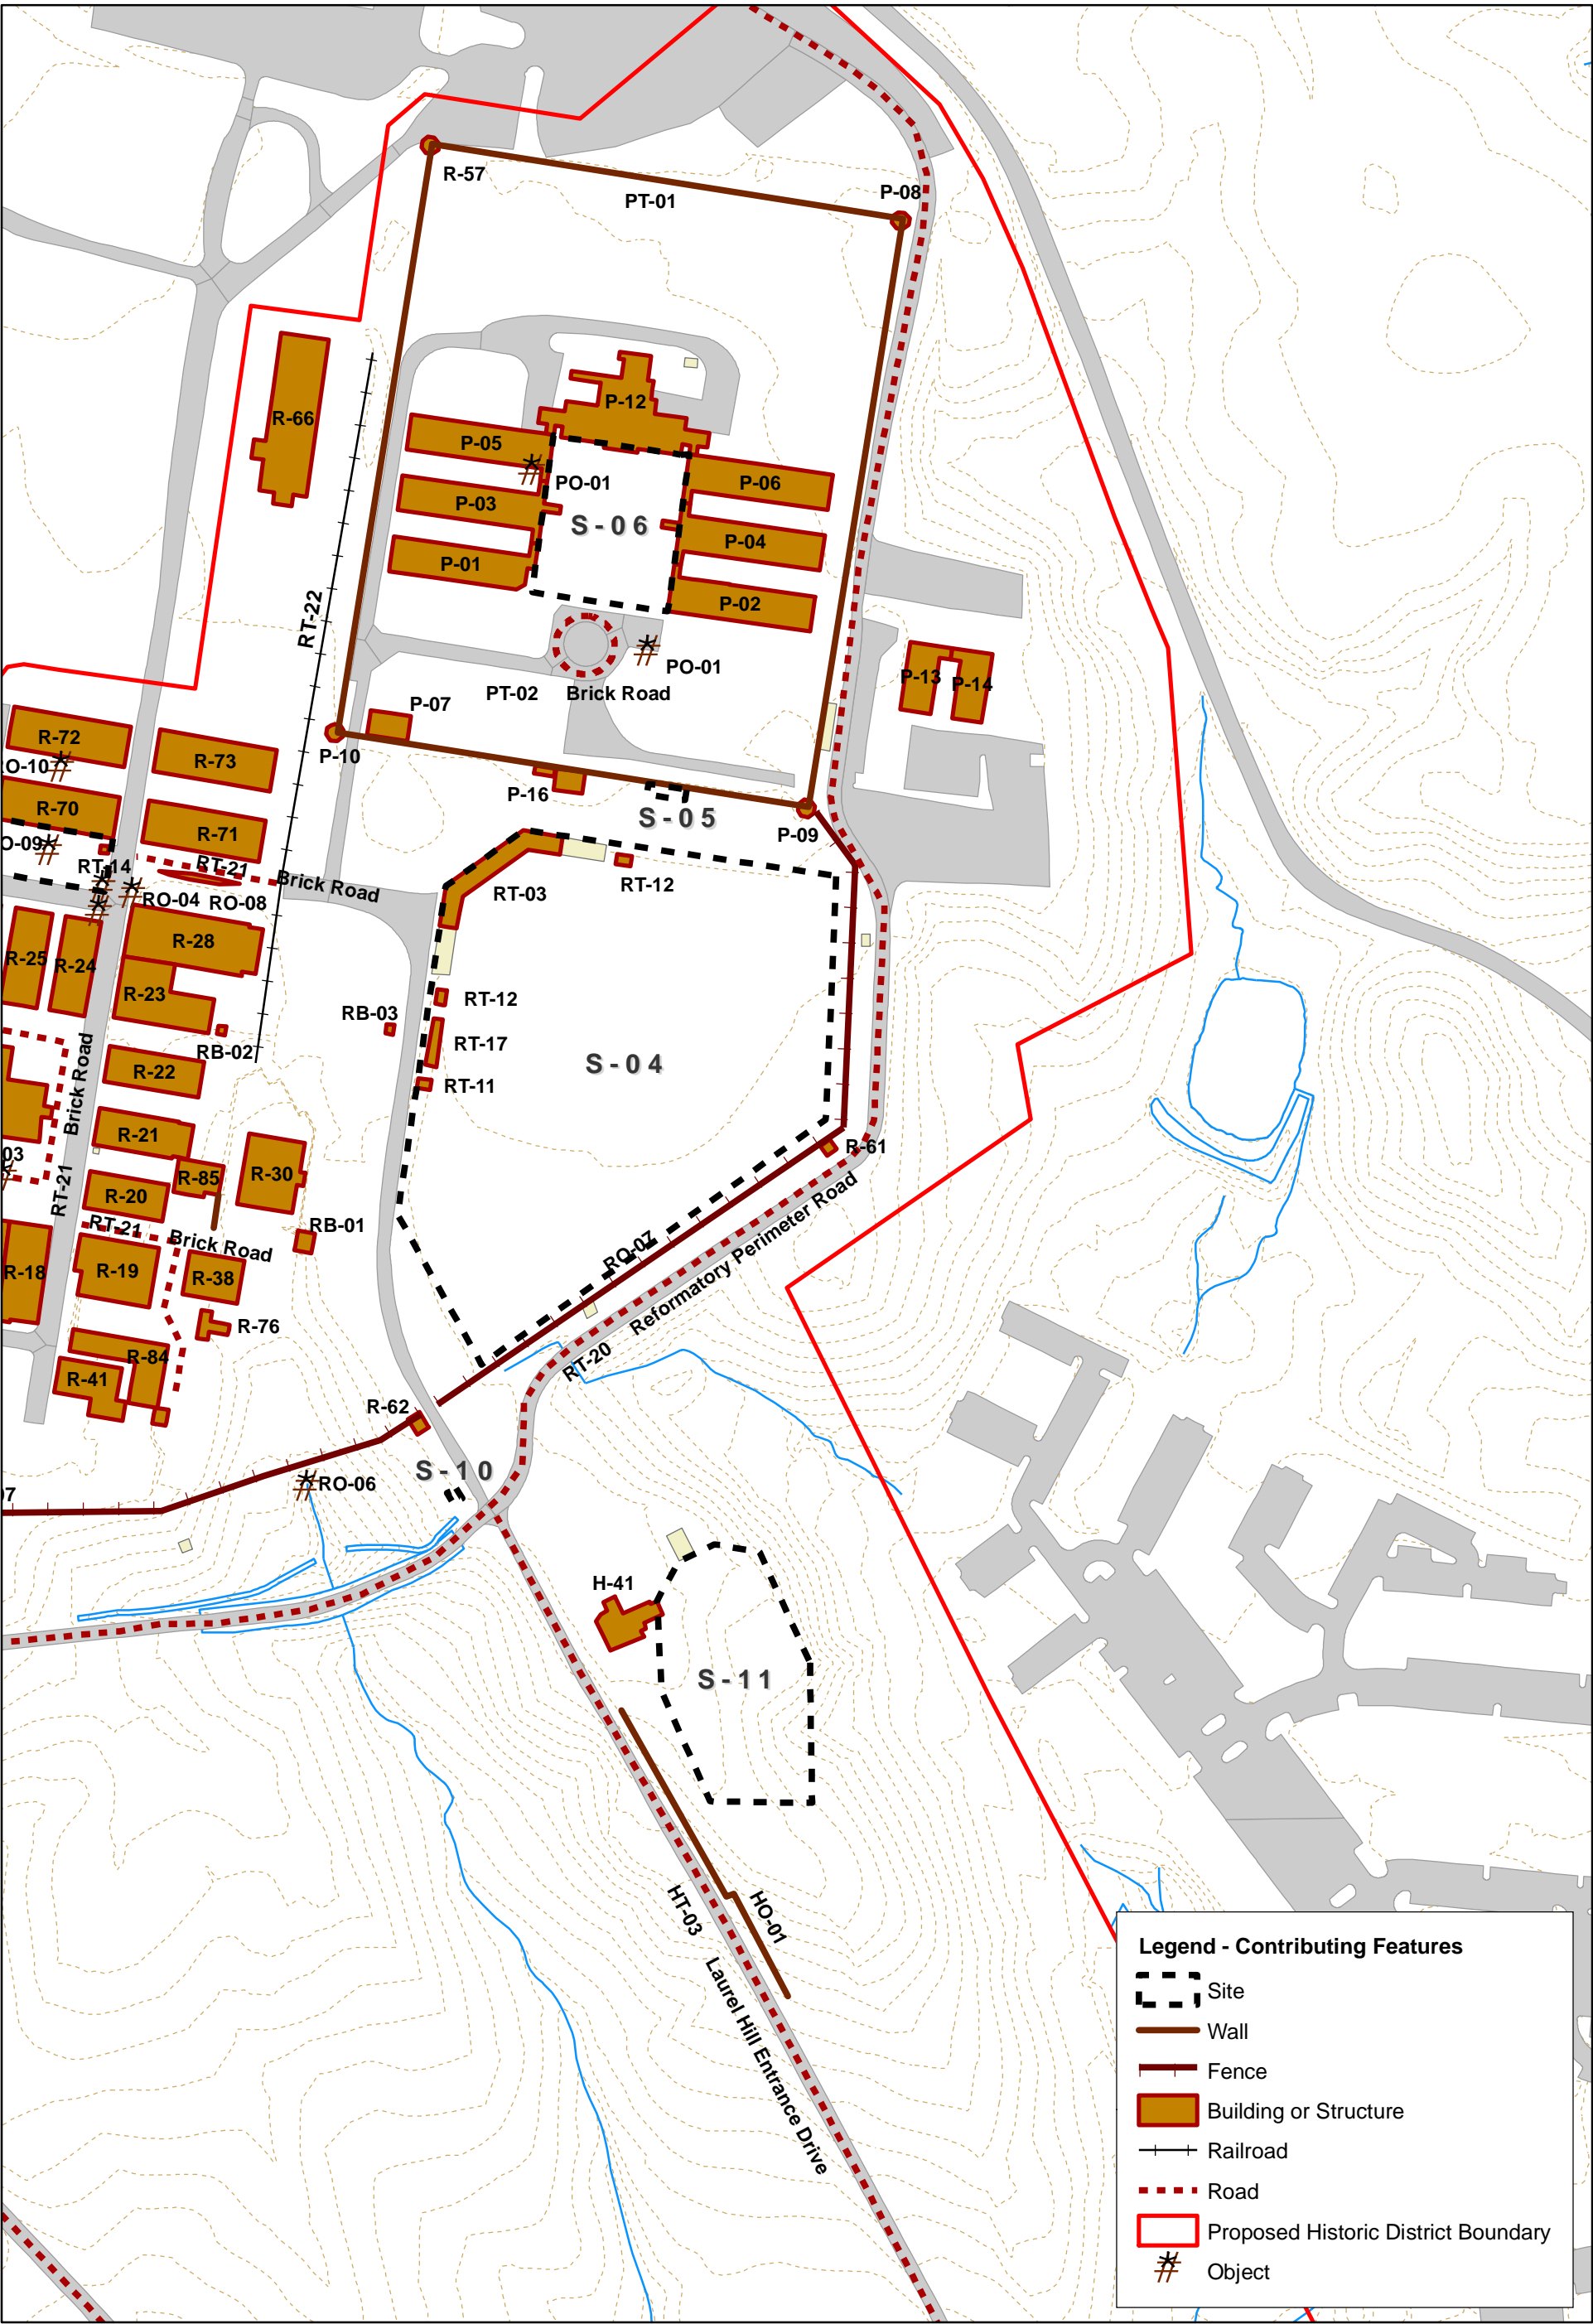 R-57
PT-01
P-08
R-66
P-12
P-05
PO-01
P-06
P-03
S-06
P-04
P-01
P-02
RT-22
PO-01
P-13
P-14
PT-02
Brick Road
P-07
R-72
R-73
P-10
RO-10
P-16
R-70
S-05
R-71
P-09
O-09
RT-14
RT-21
Brick Road
RT-12
RT-03
RO-04
RO-08
R-28
R-25
R-24
R-23
RT-12
RB-03
RB-02
RT-17
S-04
R-22
RT-11
Brick Road
R-21
R-61
03
R-85
R-30
RT-21
R-20
RT-21
Brick Road
RB-01
RO-07
Reformatory Perimeter Road
R-18
R-19
R-38
R-76
R-84
RT-20
R-41
R-62
S-10
RO-06
07
H-41
S-11
HT-03
HO-01
Laurel Hill Entrance Drive
Legend - Contributing Features
Site
Wall
Fence
Building or Structure
Railroad
Road
Proposed Historic District Boundary
Object